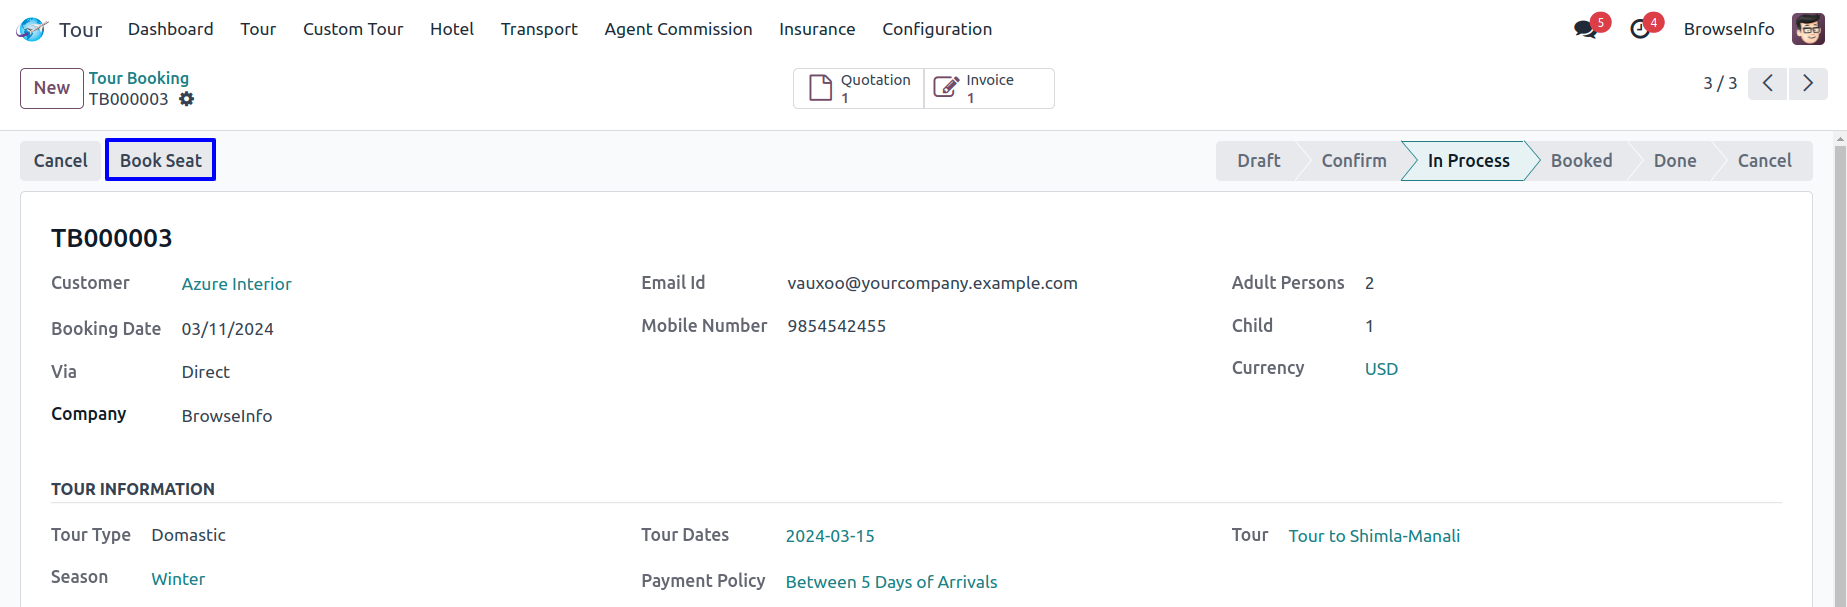 Tour Dashboard Tour Custom Tour Hotel Transport Agent Commission Insurance Configuration 5 4 BrowseInfo
New Tour Booking Quotation Invoice 3 / 3
TB000003 1 1
Cancel Book Seat Draft Confirm In Process Booked Done Cancel
TB000003
Customer Azure Interior Email Id vauxoo@yourcompany.example.com Adult Persons 2
Booking Date 03/11/2024 Mobile Number 9854542455 Child 1
Via Direct Currency USD
Company BrowseInfo
TOUR INFORMATION
Tour Type Domastic Tour Dates 2024-03-15 Tour Tour to Shimla-Manali
Season Winter Payment Policy Between 5 Days of Arrivals